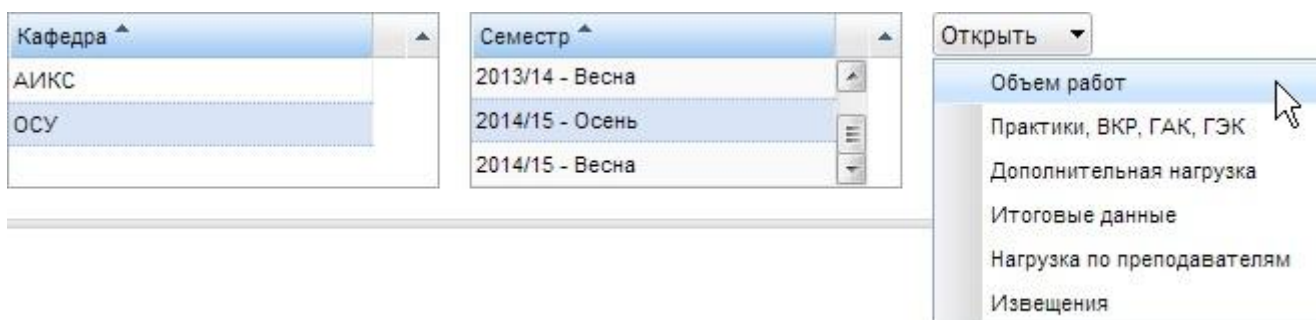 Кафедра
АИКС
ОСУ
Семестр
2013/14 - Весна
2014/15 - Осень
2014/15 - Весна
Открыть
Объем работ
Практики, ВКР, ГАК, ГЭК
Дополнительная нагрузка
Итоговые данные
Нагрузка по преподавателям
Извещения